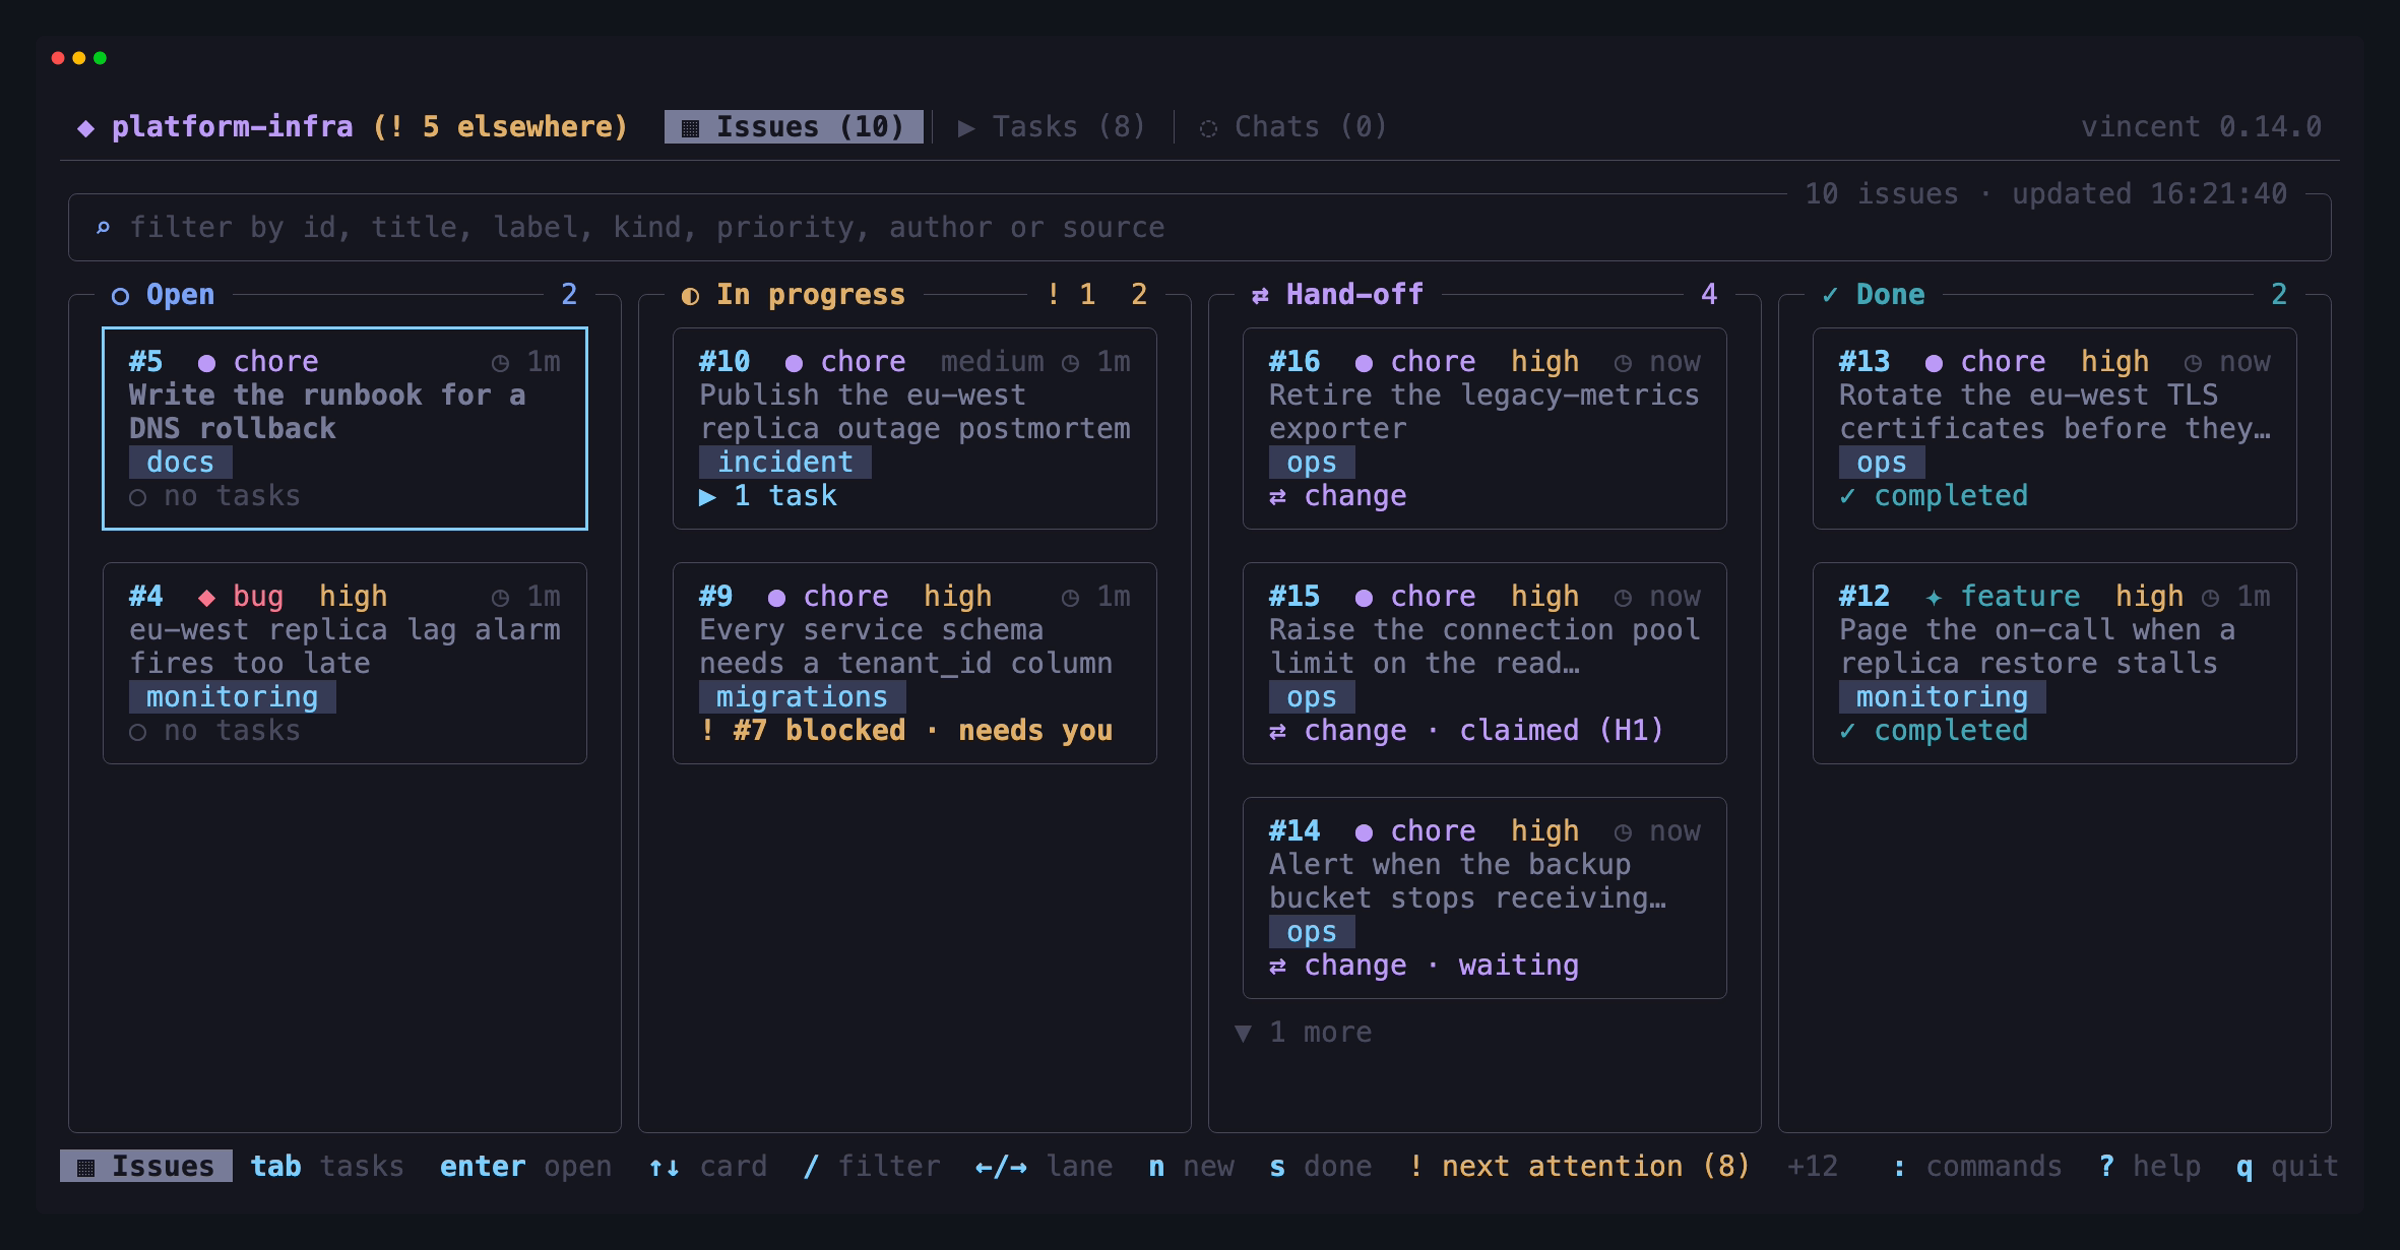 ◆ platform-infra (! 5 elsewhere) ▦ Issues (10) ▶ Tasks (8) ◌ Chats (0) vincent 0.14.0
10 issues · updated 16:21:40
⌕ filter by id, title, label, kind, priority, author or source
○ Open 2
#5 ● chore ◷ 1m
Write the runbook for a
DNS rollback
docs
○ no tasks
#4 ◆ bug high ◷ 1m
eu-west replica lag alarm
fires too late
monitoring
○ no tasks
◐ In progress ! 1 2
#10 ● chore medium ◷ 1m
Publish the eu-west
replica outage postmortem
incident
▶ 1 task
#9 ● chore high ◷ 1m
Every service schema
needs a tenant_id column
migrations
! #7 blocked · needs you
⇄ Hand-off 4
#16 ● chore high ◷ now
Retire the legacy-metrics
exporter
ops
⇄ change
#15 ● chore high ◷ now
Raise the connection pool
limit on the read…
ops
⇄ change · claimed (H1)
#14 ● chore high ◷ now
Alert when the backup
bucket stops receiving…
ops
⇄ change · waiting
▼ 1 more
✓ Done 2
#13 ● chore high ◷ now
Rotate the eu-west TLS
certificates before they…
ops
✓ completed
#12 ✦ feature high ◷ 1m
Page the on-call when a
replica restore stalls
monitoring
✓ completed
▦ Issues tab tasks enter open ↑↓ card / filter ←/→ lane n new s done ! next attention (8) +12 : commands ? help q quit